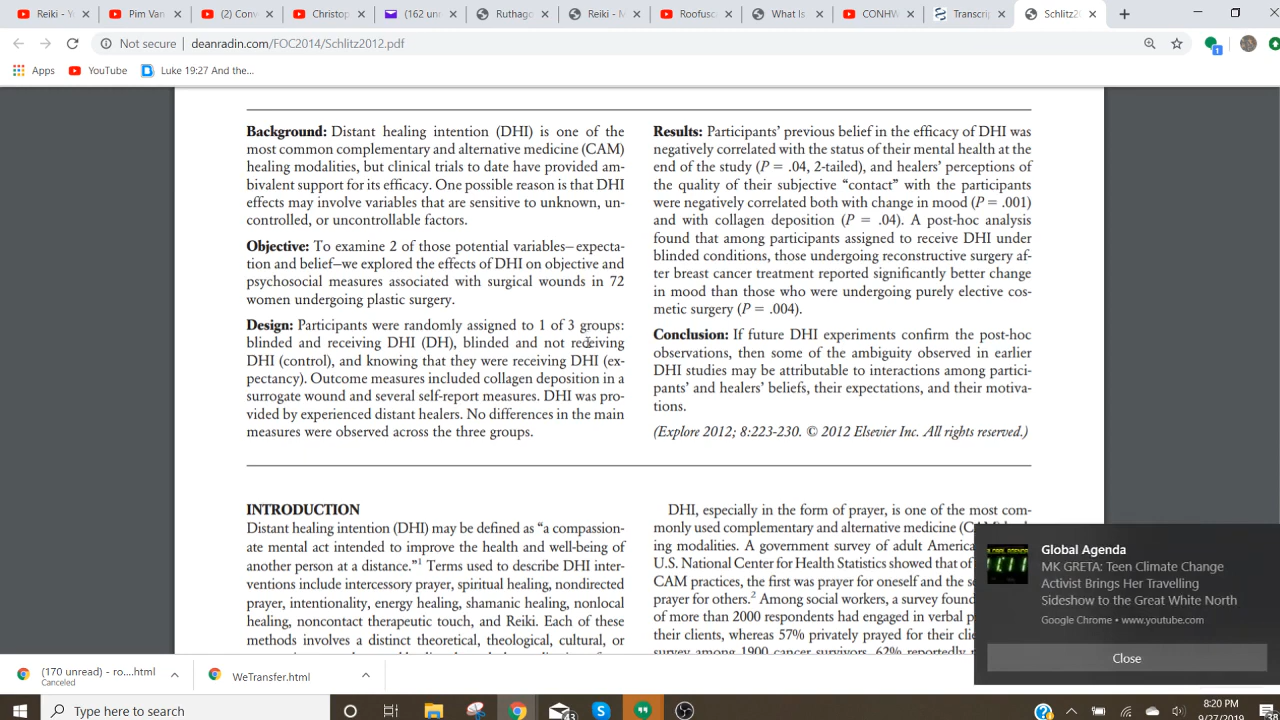 Reiki - Y
Pim Van
(2) Conv
Christop
(162 un
Ruthago
Reiki - M
Roofusc
What Is
CONHW
Transcrip
Schlitz2
Not secure
deanradin.com/FOC2014/Schlitz2012.pdf
Apps
YouTube
Luke 19:27 And the...
Background: Distant healing intention (DHI) is one of the
most common complementary and alternative medicine (CAM)
healing modalities, but clinical trials to date have provided am-
bivalent support for its efficacy. One possible reason is that DHI
effects may involve variables that are sensitive to unknown, un-
controlled, or uncontrollable factors.
Objective: To examine 2 of those potential variables—expecta-
tion and belief—we explored the effects of DHI on objective and
psychosocial measures associated with surgical wounds in 72
women undergoing plastic surgery.
Design: Participants were randomly assigned to 1 of 3 groups:
blinded and receiving DHI (DH), blinded and not receiving
DHI (control), and knowing that they were receiving DHI (ex-
pectancy). Outcome measures included collagen deposition in a
surrogate wound and several self-report measures. DHI was pro-
vided by experienced distant healers. No differences in the main
measures were observed across the three groups.
Results: Participants' previous belief in the efficacy of DHI was
negatively correlated with the status of their mental health at the
end of the study (P = .04, 2-tailed), and healers' perceptions of
the quality of their subjective “contact” with the participants
were negatively correlated both with change in mood (P = .001)
and with collagen deposition (P = .04). A post-hoc analysis
found that among participants assigned to receive DHI under
blinded conditions, those undergoing reconstructive surgery af-
ter breast cancer treatment reported significantly better change
in mood than those who were undergoing purely elective cos-
metic surgery (P = .004).
Conclusion: If future DHI experiments confirm the post-hoc
observations, then some of the ambiguity observed in earlier
DHI studies may be attributable to interactions among partici-
pants' and healers' beliefs, their expectations, and their motiva-
tions.
(Explore 2012; 8:223-230. © 2012 Elsevier Inc. All rights reserved.)
INTRODUCTION
Distant healing intention (DHI) may be defined as “a compassion-
ate mental act intended to improve the health and well-being of
another person at a distance.”1 Terms used to describe DHI inter-
ventions include intercessory prayer, spiritual healing, nondirected
prayer, intentionality, energy healing, shamanic healing, nonlocal
healing, noncontact therapeutic touch, and Reiki. Each of these
methods involves a distinct theoretical, theological, cultural, or
DHI, especially in the form of prayer, is one of the most com-
monly used complementary and alternative medicine
ing modalities. A government survey of adult America
U.S. National Center for Health Statistics showed that of
CAM practices, the first was prayer for oneself and the se
prayer for others.2 Among social workers, a survey found
of more than 2000 respondents had engaged in verbal p
their clients, whereas 57% privately prayed for their clie
survey among 1900 cancer survivors, 62% reportedly
Global Agenda
MK GRETA: Teen Climate Change
Activist Brings Her Travelling
Sideshow to the Great White North
Google Chrome • www.youtube.com
Close
(170 unread) - ro....html
Canceled
WeTransfer.html
Type here to search
43
8:20 PM
9/27/2019